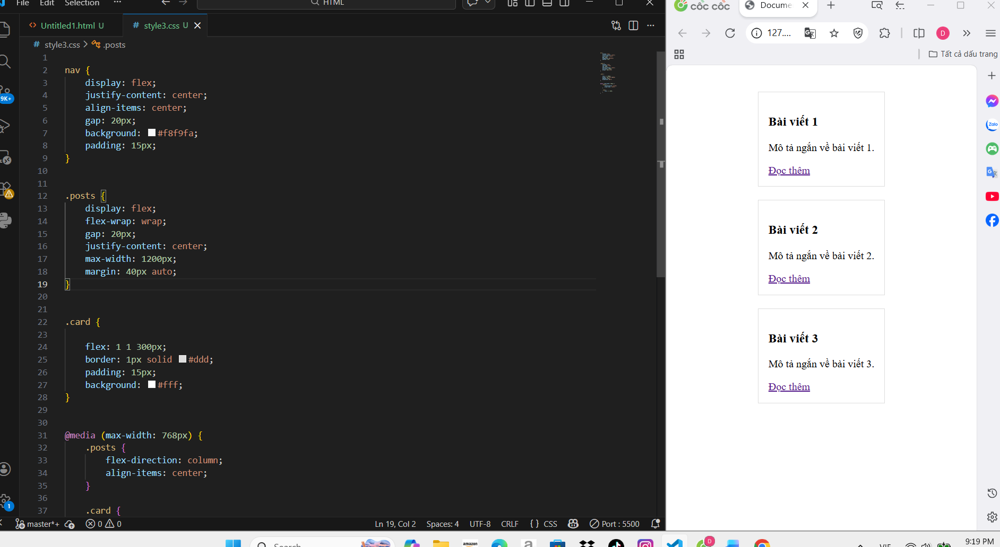 File Edit Selection ···
HTML
Untitled1.html U
# style3.css U
# style3.css > .posts
1
2 nav {
3 display: flex;
4 justify-content: center;
5 align-items: center;
6 gap: 20px;
7 background: #f8f9fa;
8 padding: 15px;
9 }
10
11
12 .posts {
13 display: flex;
14 flex-wrap: wrap;
15 gap: 20px;
16 justify-content: center;
17 max-width: 1200px;
18 margin: 40px auto;
19 }
20
21
22 .card {
23
24 flex: 1 1 300px;
25 border: 1px solid #ddd;
26 padding: 15px;
27 background: #fff;
28 }
29
30
31 @media (max-width: 768px) {
32 .posts {
33 flex-direction: column;
34 align-items: center;
35 }
36
37 .card {
9K+
1
master*+ 0 0
Ln 19, Col 2 Spaces: 4 UTF-8 CRLF { } CSS Port : 5500
cốc cốc
Docume
127....
D
Tất cả dấu trang
Bài viết 1
Mô tả ngắn về bài viết 1.
Đọc thêm
Bài viết 2
Mô tả ngắn về bài viết 2.
Đọc thêm
Bài viết 3
Mô tả ngắn về bài viết 3.
Đọc thêm
Zalo
Search
amazon
a
D
VIE
9:19 PM